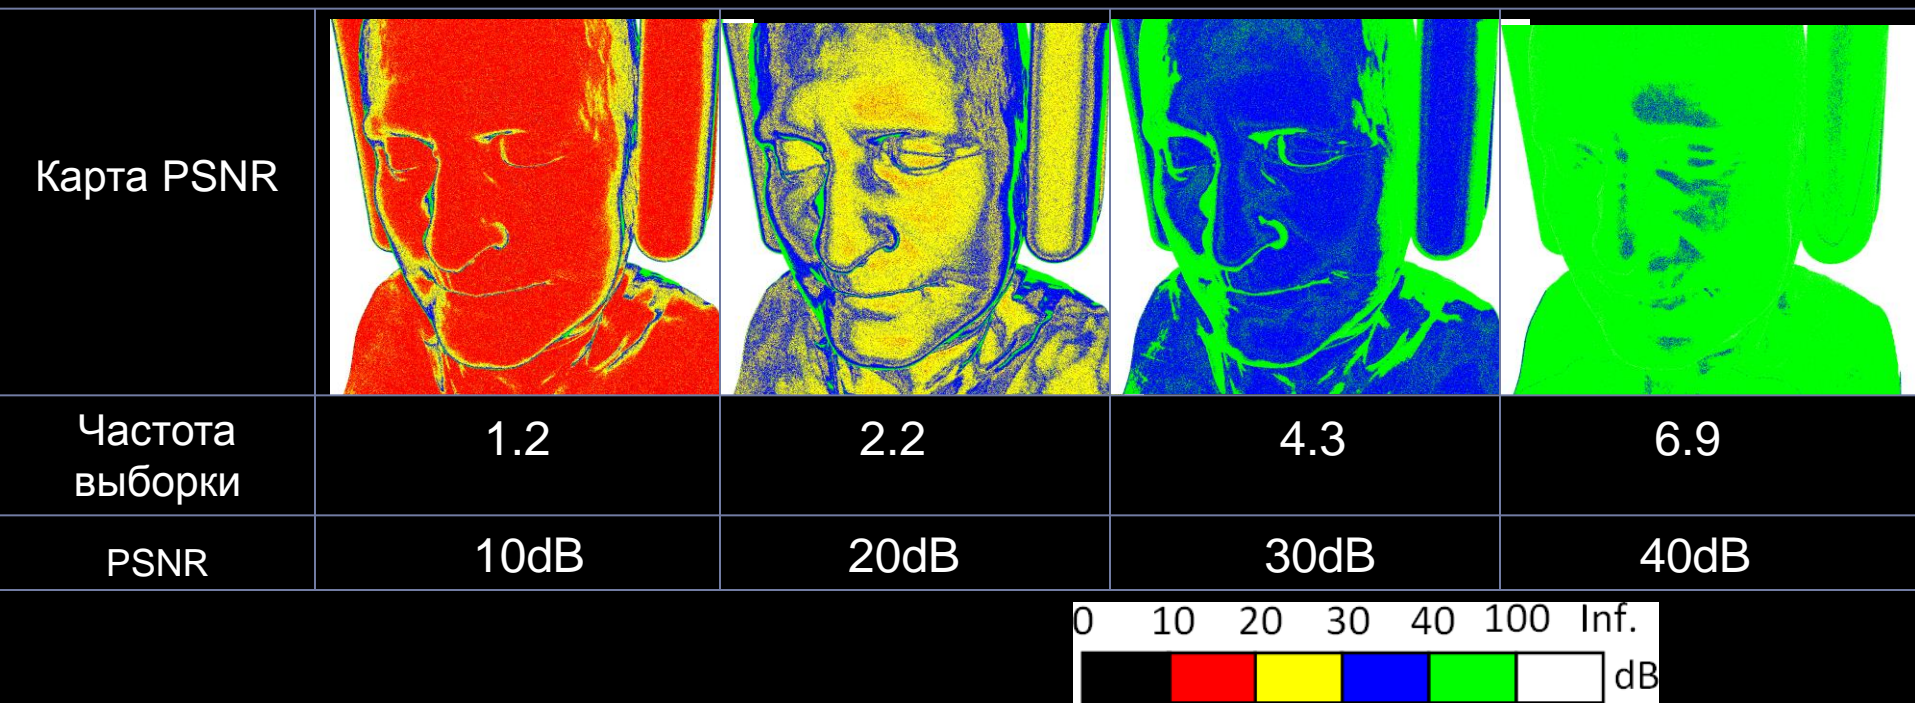 Карта PSNR
Частота
выборки
1.2
2.2
4.3
6.9
PSNR
10dB
20dB
30dB
40dB
0 10 20 30 40 100 Inf.
dB